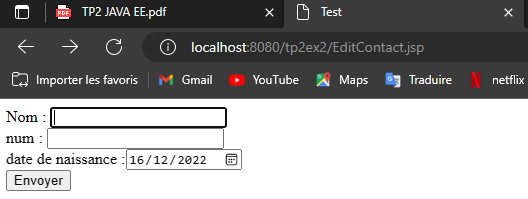 PDF TP2 JAVA EE.pdf
Test
localhost:8080/tp2ex2/EditContact.jsp
Importer les favoris Gmail YouTube Maps Traduire netflix
Nom :
num :
date de naissance : 16/12/2022
Envoyer